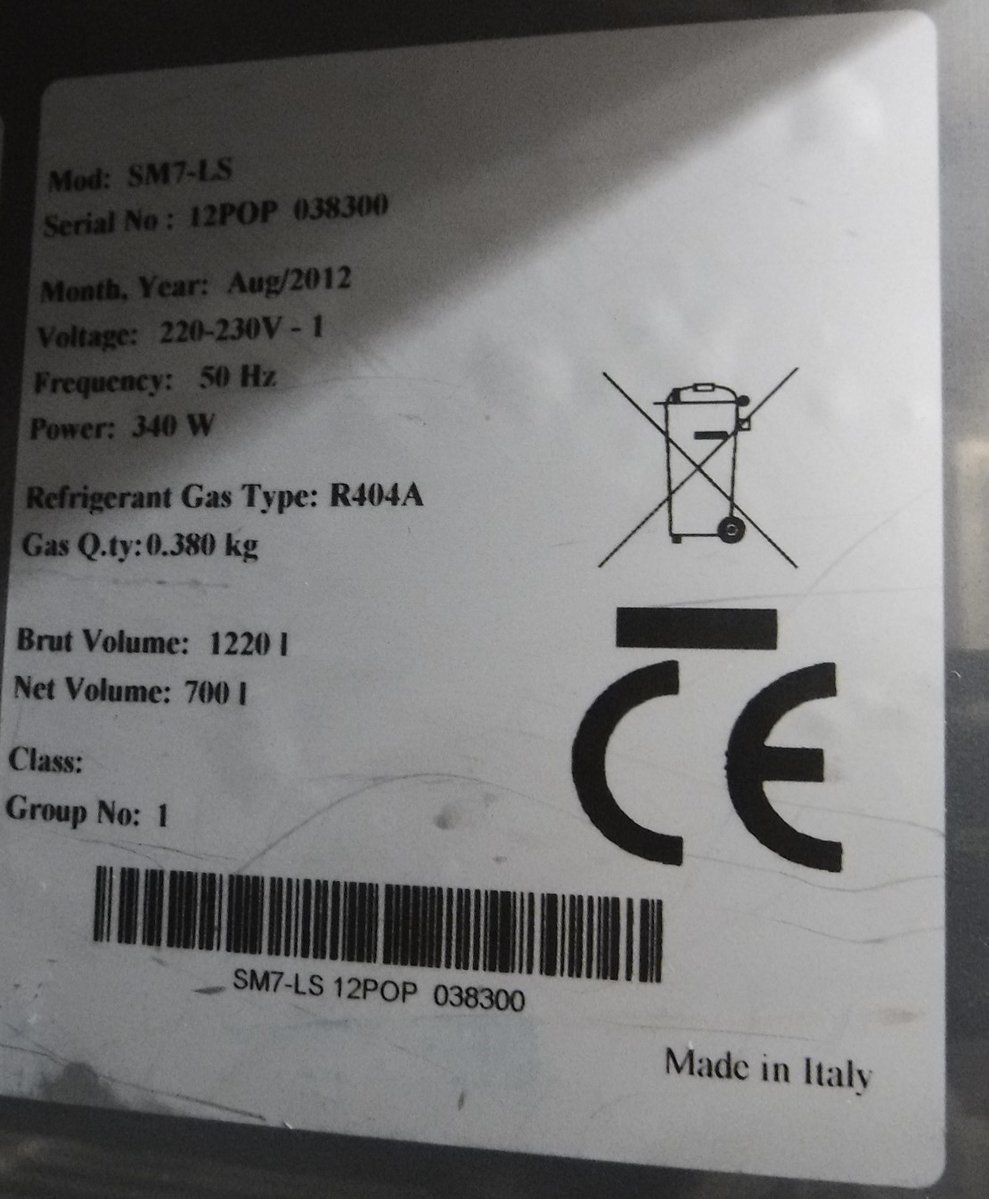 Mod: SM7-LS
Serial No : 12POP 038300
Month, Year: Aug/2012
Voltage: 220-230V - 1
Frequency: 50 Hz
Power: 340 W
Refrigerant Gas Type: R404A
Gas Q.ty: 0.380 kg
Brut Volume: 1220 l
Net Volume: 700 l
Class:
Group No: 1
CE
SM7-LS 12POP 038300
Made in Italy